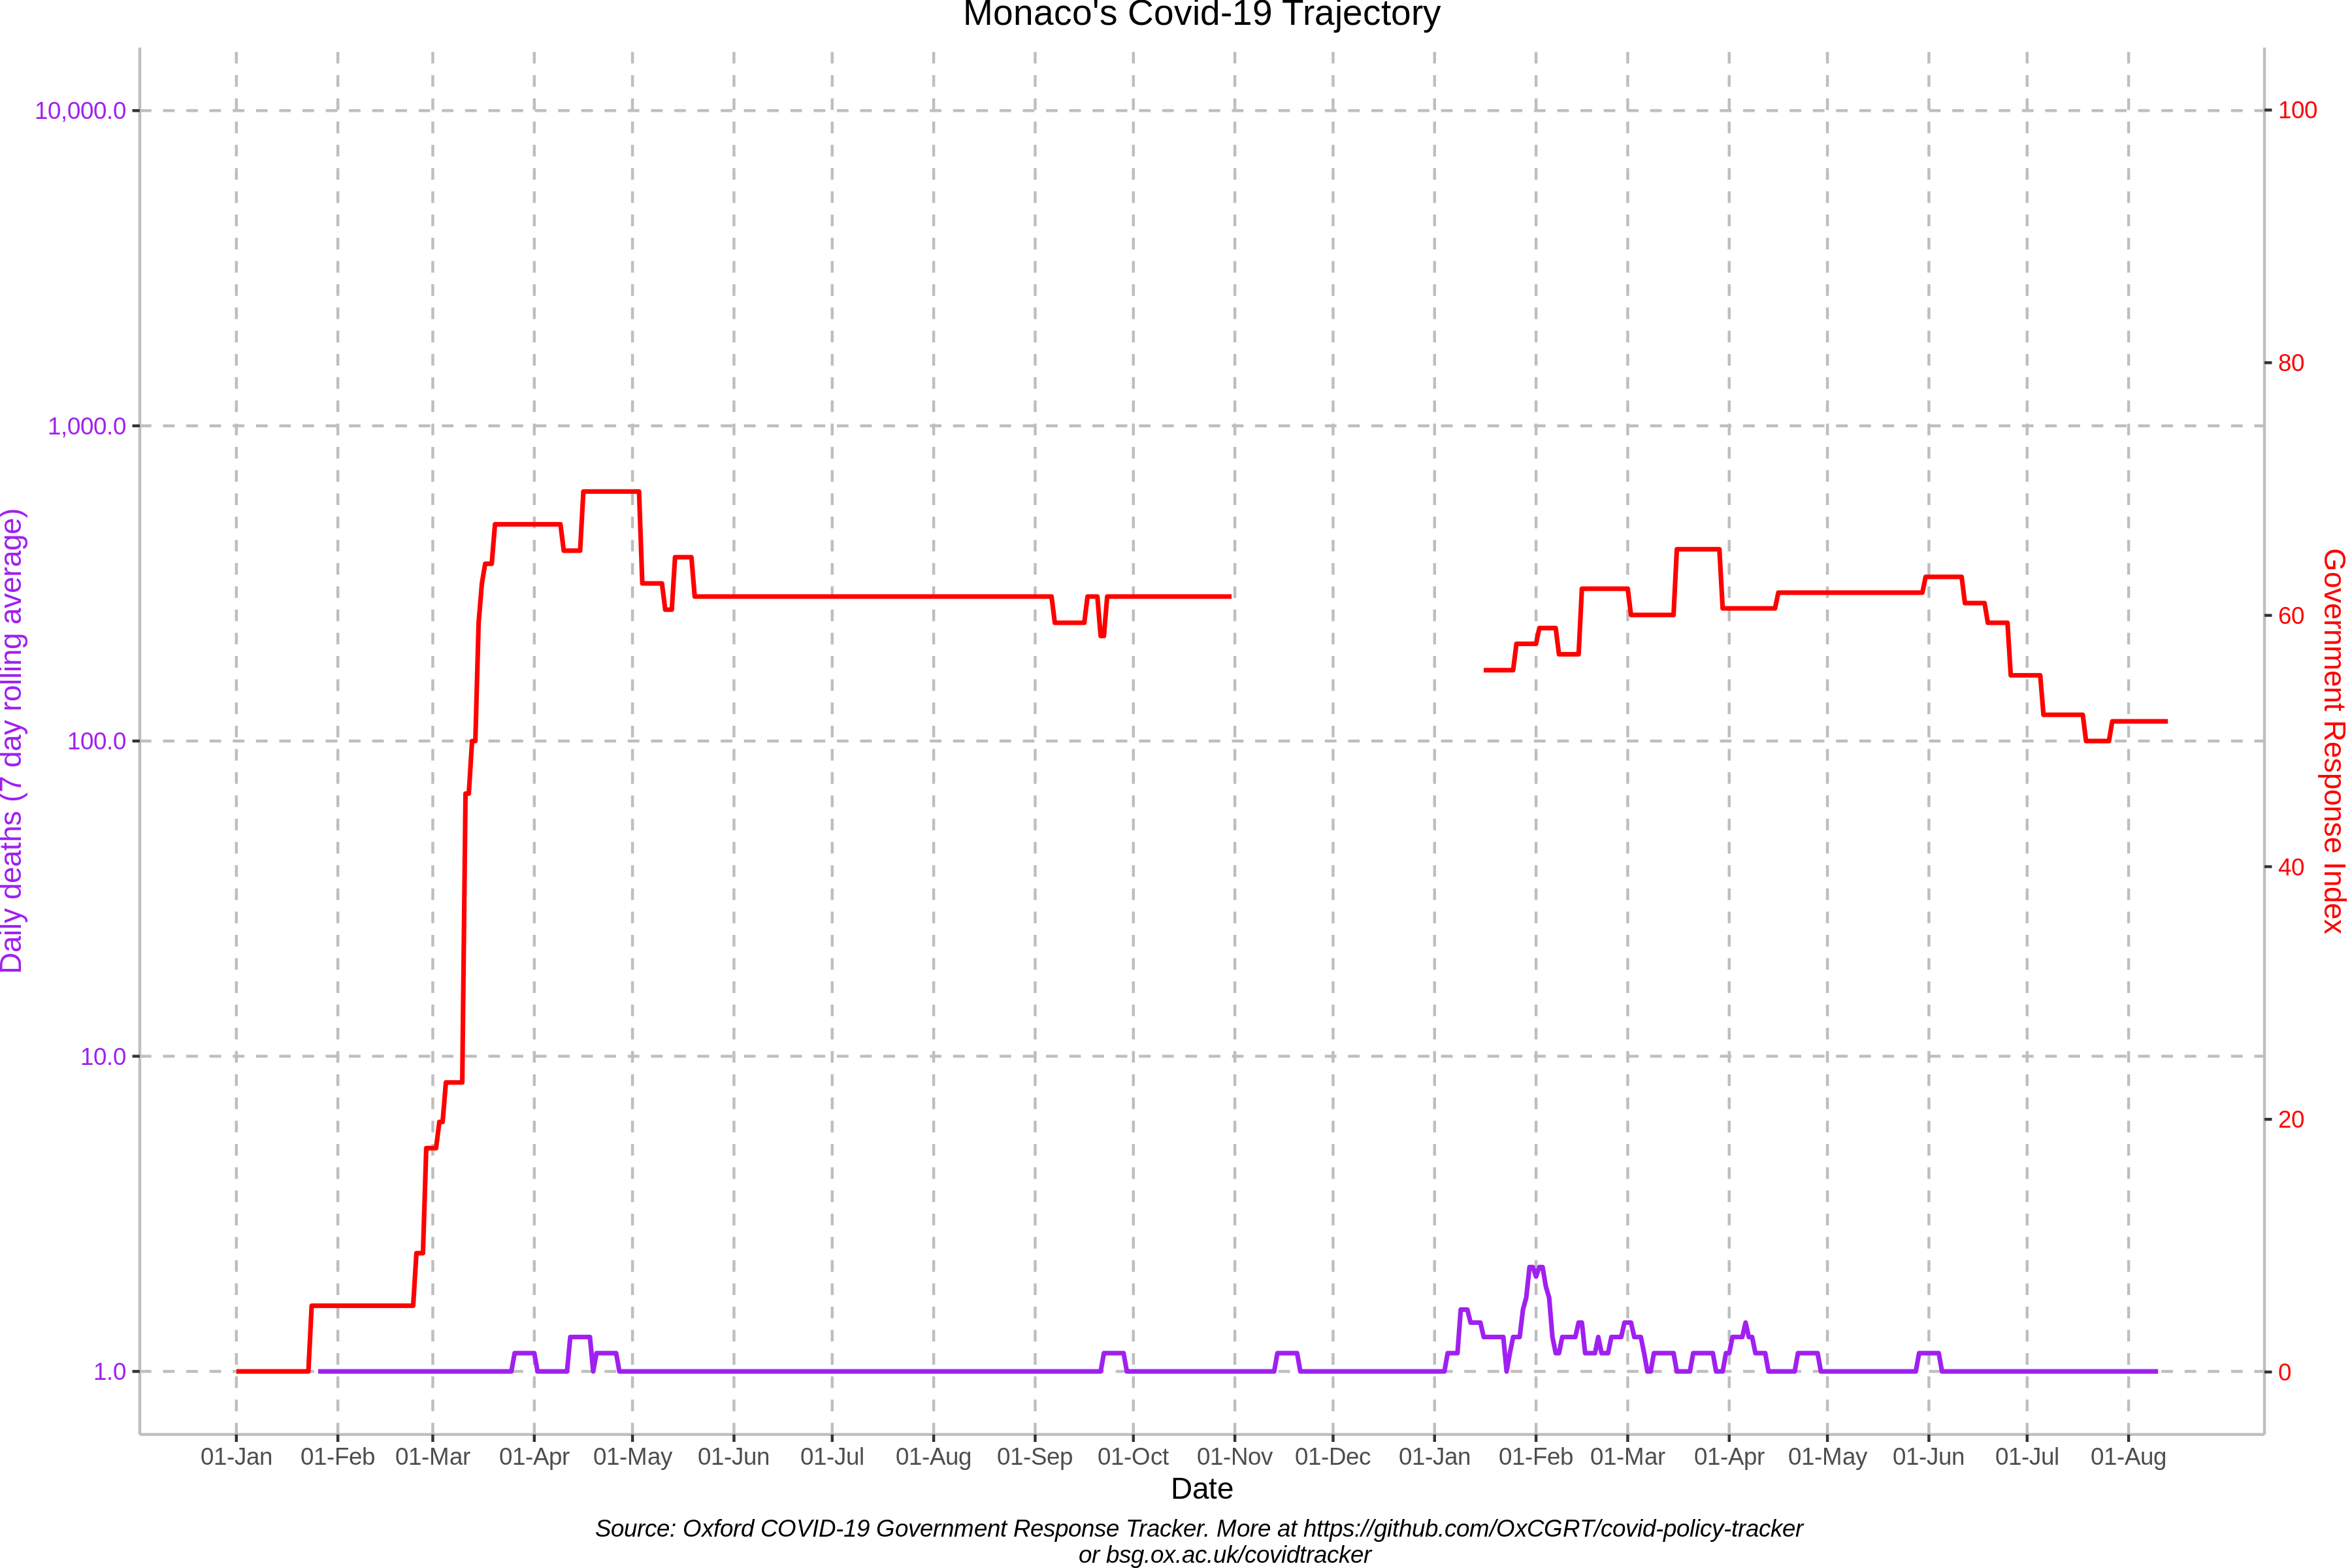 Monaco's Covid-19 Trajectory
10,000.0
1,000.0
100.0
10.0
1.0
Daily deaths (7 day rolling average)
100
80
60
40
20
0
Government Response Index
01-Jan 01-Feb 01-Mar 01-Apr 01-May 01-Jun 01-Jul 01-Aug 01-Sep 01-Oct 01-Nov 01-Dec 01-Jan 01-Feb 01-Mar 01-Apr 01-May 01-Jun 01-Jul 01-Aug
Date
Source: Oxford COVID-19 Government Response Tracker. More at https://github.com/OxCGRT/covid-policy-tracker
or bsg.ox.ac.uk/covidtracker